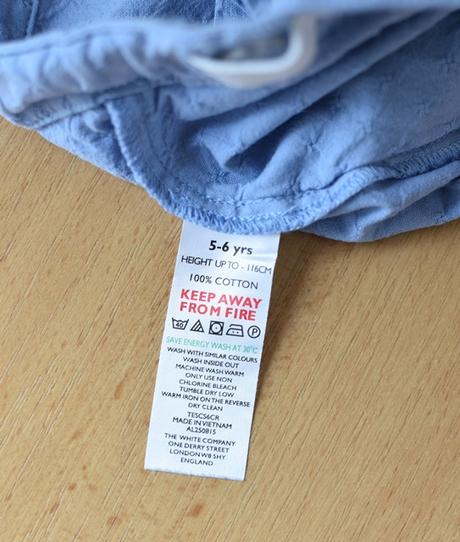 5-6 yrs
HEIGHT UP TO - 116CM
100% COTTON
KEEP AWAY
FROM FIRE
40 P
SAVE ENERGY WASH AT 30°C
WASH WITH SIMILAR COLOURS
WASH INSIDE OUT
MACHINE WASH WARM
ONLY USE NON
CHLORINE BLEACH
TUMBLE DRY LOW
WARM IRON ON THE REVERSE
DRY CLEAN
TESCS6CR
MADE IN VIETNAM
AL250815
THE WHITE COMPANY
ONE DERRY STREET
LONDON W8 5HY
ENGLAND